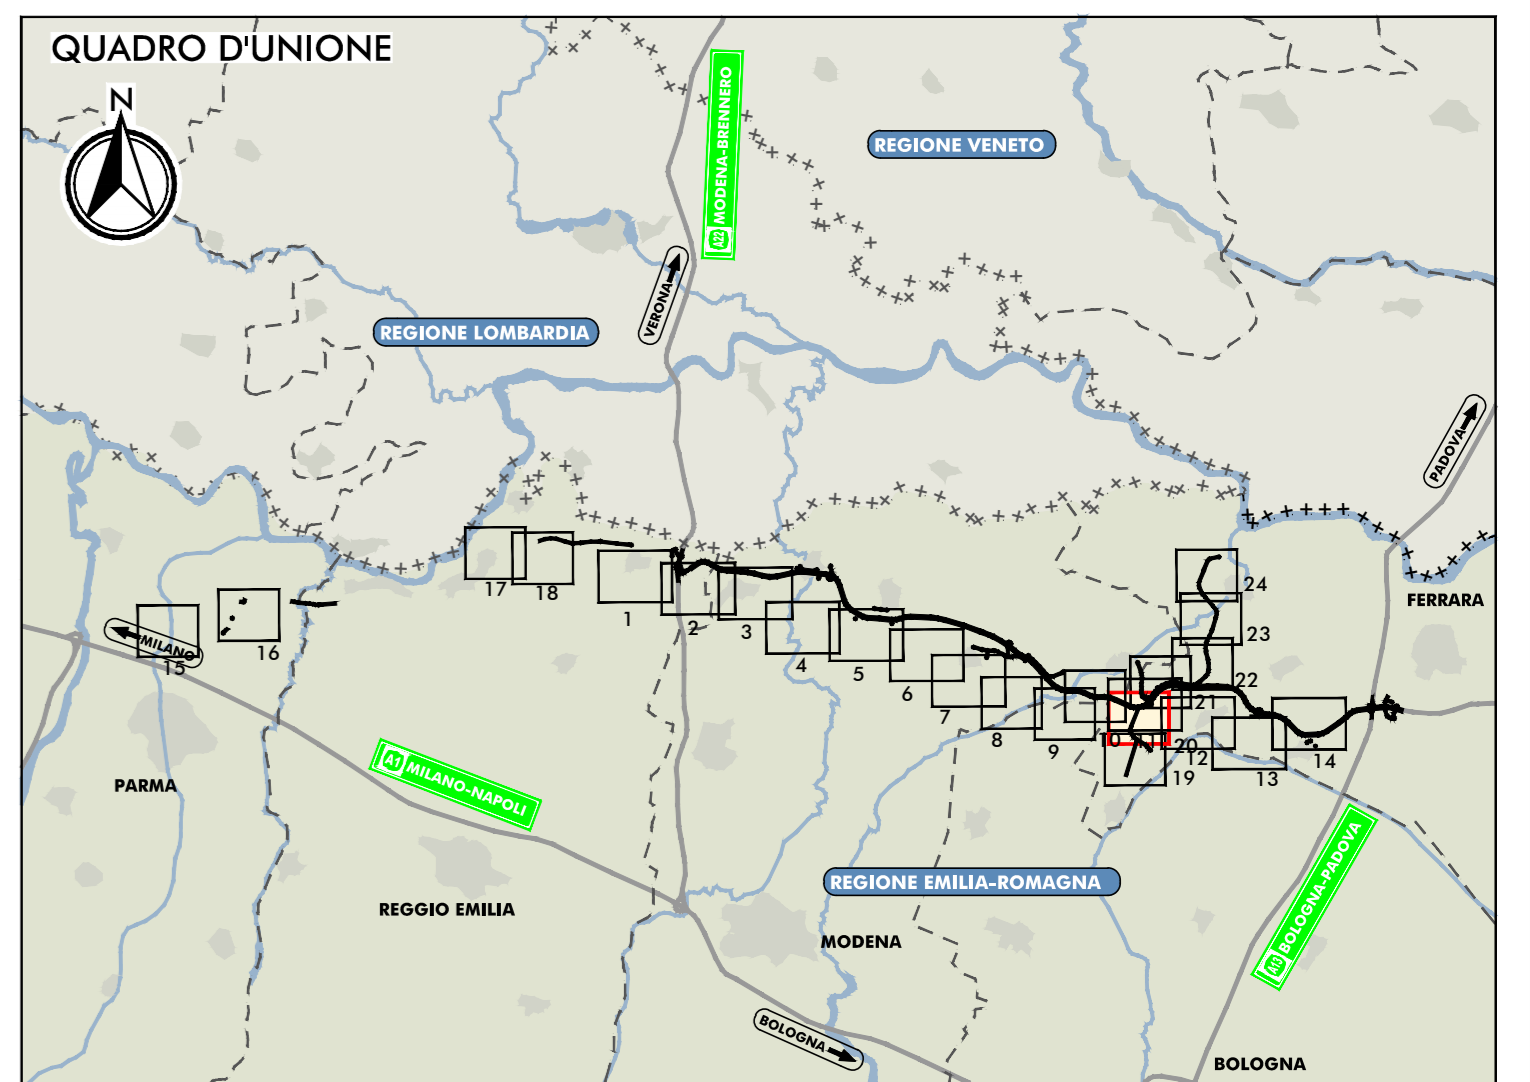 QUADRO D'UNIONE
N
A22 MODENA-BRENNERO
REGIONE VENETO
VERONA
REGIONE LOMBARDIA
PADOVA
FERRARA
17
18
24
1
2
3
23
MILANO
15
16
4
5
6
22
7
21
8
9
10
11
20
12
13
14
19
PARMA
A1 MILANO-NAPOLI
A13 BOLOGNA-PADOVA
REGIONE EMILIA-ROMAGNA
REGGIO EMILIA
MODENA
BOLOGNA
BOLOGNA